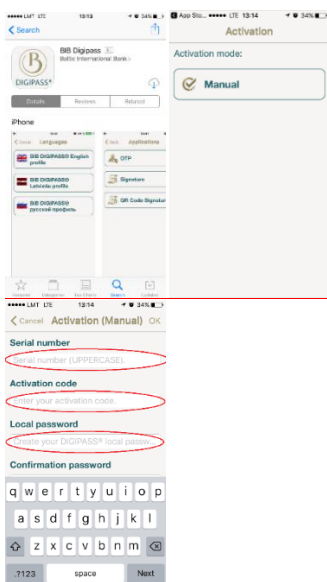 LMT LTE 13:13 34%
Search
BIB Digipass
Baltic International Bank
B
DIGIPASS®
Details Reviews Related
iPhone
Languages
BIB DIGIPASS® English profile
BIB DIGIPASS® Latviešu profils
BIB DIGIPASS® русский профиль
Applications
OTP
Signature
QR Code Signatur
Search
App Sto... LTE 13:14 34%
Activation
Activation mode:
Manual
LMT LTE 13:14 34%
Cancel Activation (Manual) OK
Serial number
Serial number (UPPERCASE)
Activation code
Enter your activation code.
Local password
Create your DIGIPASS® local passw...
Confirmation password
q w e r t y u i o p
a s d f g h j k l
z x c v b n m
.?123 space Next